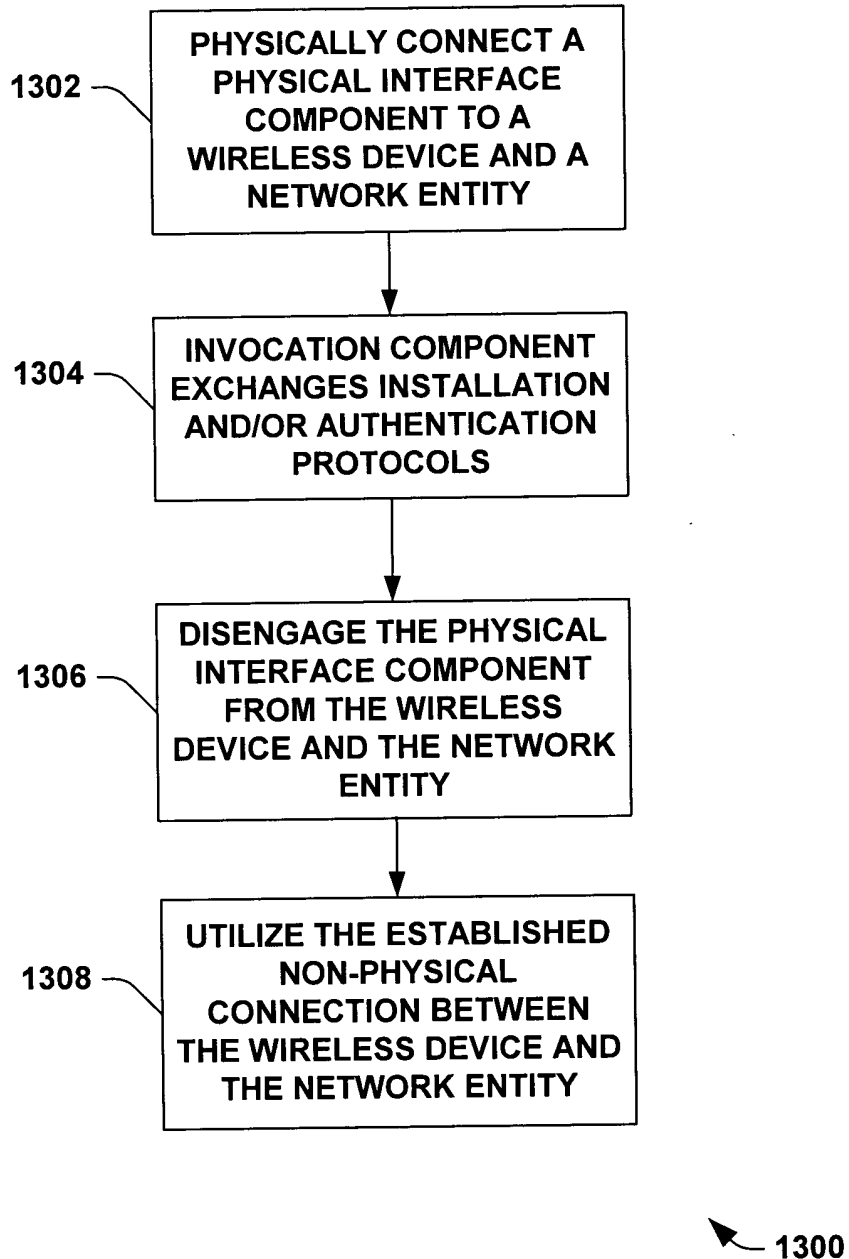 1302
PHYSICALLY CONNECT A
PHYSICAL INTERFACE
COMPONENT TO A
WIRELESS DEVICE AND A
NETWORK ENTITY
1304
INVOCATION COMPONENT
EXCHANGES INSTALLATION
AND/OR AUTHENTICATION
PROTOCOLS
1306
DISENGAGE THE PHYSICAL
INTERFACE COMPONENT
FROM THE WIRELESS
DEVICE AND THE NETWORK
ENTITY
1308
UTILIZE THE ESTABLISHED
NON-PHYSICAL
CONNECTION BETWEEN
THE WIRELESS DEVICE AND
THE NETWORK ENTITY
1300